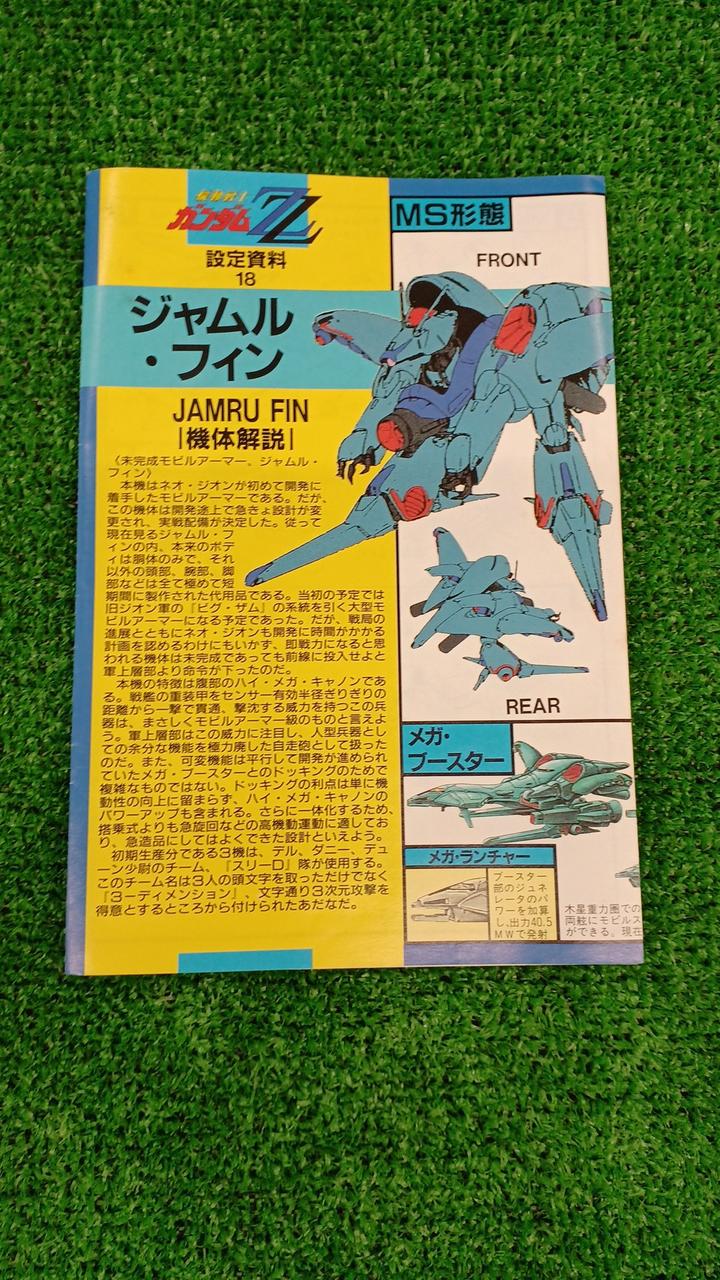 機動戦士
ガンダムZZ
設定資料
18
ジャムル
・フィン
JAMRU FIN
|機体解説|
〈未完成モビルアーマー。ジャムル・
フィン〉
本機はネオ・ジオンが初めて開発に
着手したモビルアーマーである。だが、
この機体は開発途上で急きょ設計が変
更され、実戦配備が決定した。従って
現在見るジャムル・フ
ィンの内、本来のボデ
ィは胴体のみで、それ
以外の頭部、腕部、脚
部などは全て極めて短
期間に製作された代用品である。当初の予定では
旧ジオン軍の『ビグ・ザム』の系統を引く大型モ
ビルアーマーになる予定であった。だが、戦局の
進展とともにネオ・ジオンも開発に時間がかかる
計画を認めるわけにもいかず、即戦力になると思
われる機体は未完成であっても前線に投入せよと
軍上層部より命令が下ったのだ。
本機の特徴は腹部のハイ・メガ・キャノンであ
る。戦艦の重装甲をセンサー有効半径ぎりぎりの
距離から一撃で貫通、撃沈する威力を持つこの兵
器は、まさしくモビルアーマー級のものと言えよ
う。軍上層部はこの威力に注目し、人型兵器とし
ての余分な機能を極力廃した自走砲として扱った
のだ。また、可変機能は平行して開発が進められ
ていたメガ・ブースターとのドッキングのためで
複雑なものではない。ドッキングの利点は単に機
動性の向上に留まらず、ハイ・メガ・キャノンの
パワーアップも含まれる。さらに一体化するため、
搭乗式よりも急旋回などの高機動運動に適してお
り、急造品にしてはよくできた設計といえよう。
初期生産分である3機は、デル、ダニー、デュ
ーン少尉のチーム、『スリーD』隊が使用する。
このチーム名は3人の頭文字を取っただけでなく
『3ーディメンション』、文字通り3次元攻撃を
得意とするところから付けられたあだなだ。
MS形態
FRONT
REAR
メガ・
ブースター
メガ・ランチャー
ブースター
部のジェネ
レータのパ
ワーを加算
し、出力40.5
MWで発射
木星重力圏での
両舷にモビルス
ができる。現在